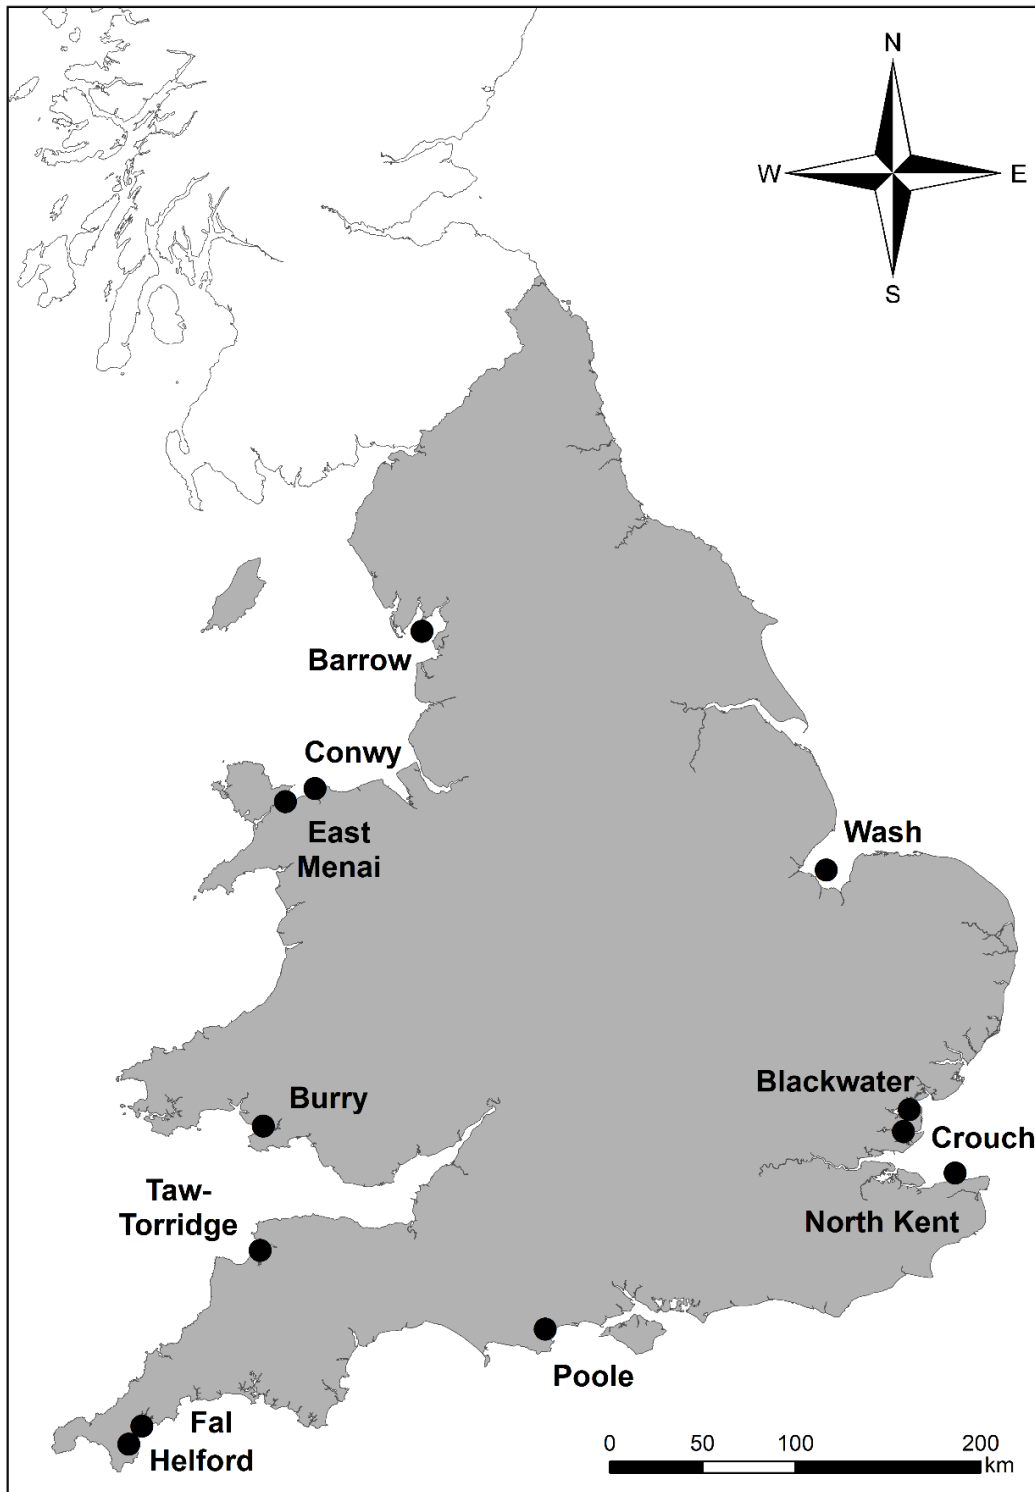 N
W
E
S
Barrow
Conwy
East
Menai
Wash
Blackwater
Burry
Crouch
Taw-
Torridge
North Kent
Poole
Fal
Helford
0 50 100 200
km